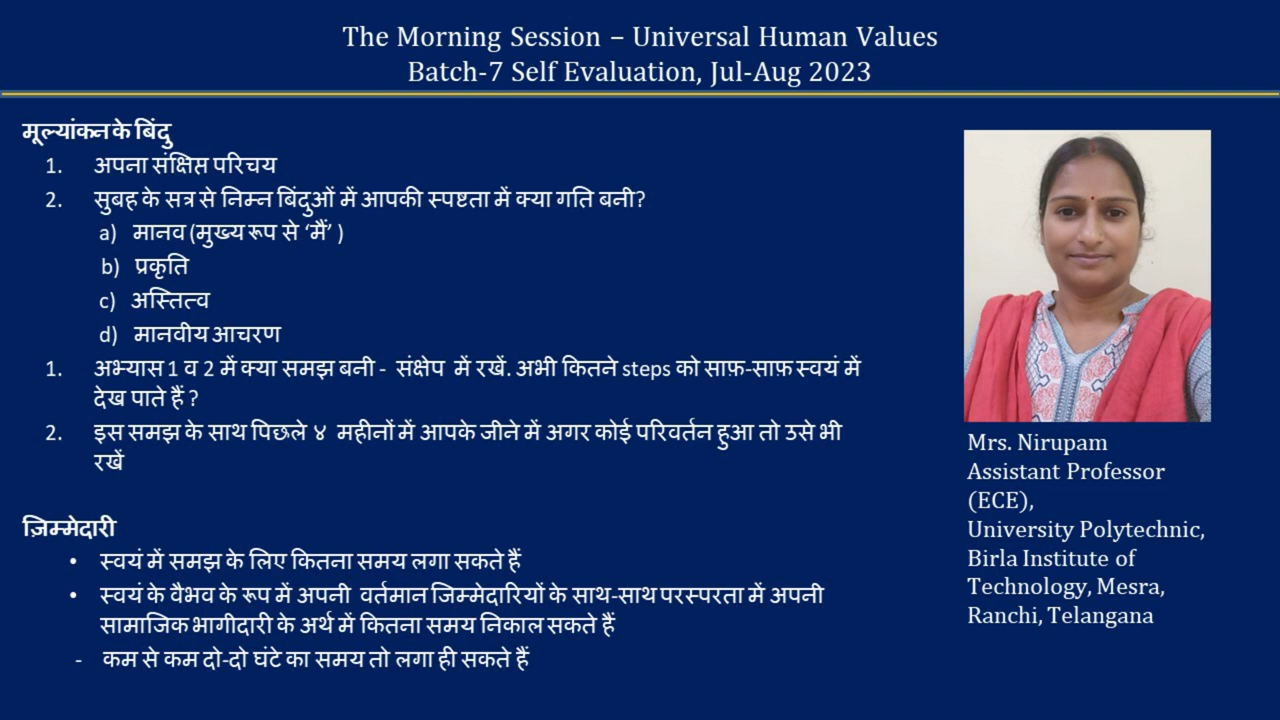 The Morning Session – Universal Human Values
Batch-7 Self Evaluation, Jul-Aug 2023
मूल्यांकन के बिंदु
1. अपना संक्षिप्त परिचय
2. सुबह के सत्र से निम्न बिंदुओं में आपकी स्पष्टता में क्या गति बनी?
a) मानव (मुख्य रूप से ‘मैं’ )
b) प्रकृति
c) अस्तित्व
d) मानवीय आचरण
1. अभ्यास 1 व 2 में क्या समझ बनी - संक्षेप में रखें. अभी कितने steps को साफ़-साफ़ स्वयं में
देख पाते हैं ?
2. इस समझ के साथ पिछले ४ महीनों में आपके जीने में अगर कोई परिवर्तन हुआ तो उसे भी
रखें
ज़िम्मेदारी
• स्वयं में समझ के लिए कितना समय लगा सकते हैं
• स्वयं के वैभव के रूप में अपनी वर्तमान जिम्मेदारियों के साथ-साथ परस्परता में अपनी
सामाजिक भागीदारी के अर्थ में कितना समय निकाल सकते हैं
- कम से कम दो-दो घंटे का समय तो लगा ही सकते हैं
Mrs. Nirupam
Assistant Professor
(ECE),
University Polytechnic,
Birla Institute of
Technology, Mesra,
Ranchi, Telangana